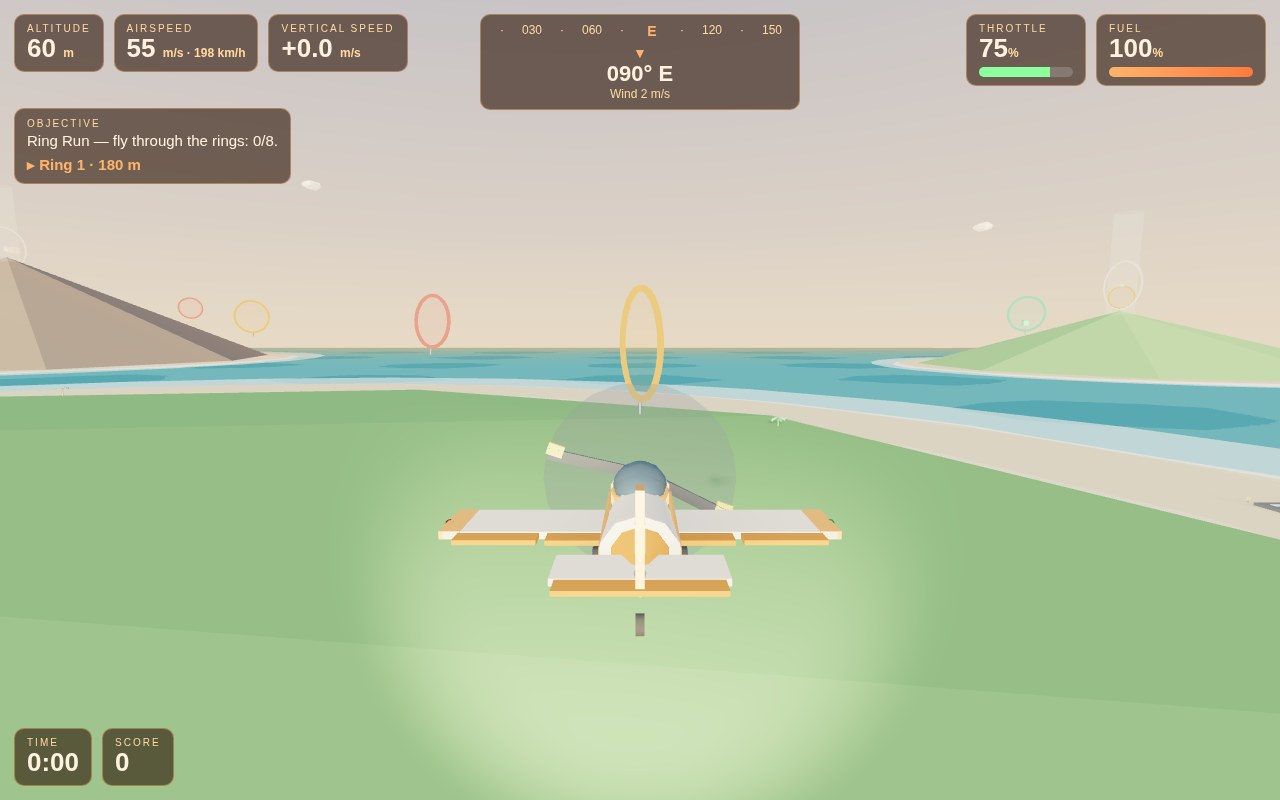 ALTITUDE
60 m
AIRSPEED
55 m/s · 198 km/h
VERTICAL SPEED
+0.0 m/s
· 030 · 060 · E · 120 · 150
▼
090° E
Wind 2 m/s
THROTTLE
75%
FUEL
100%
OBJECTIVE
Ring Run — fly through the rings: 0/8.
▸ Ring 1 · 180 m
TIME
0:00
SCORE
0